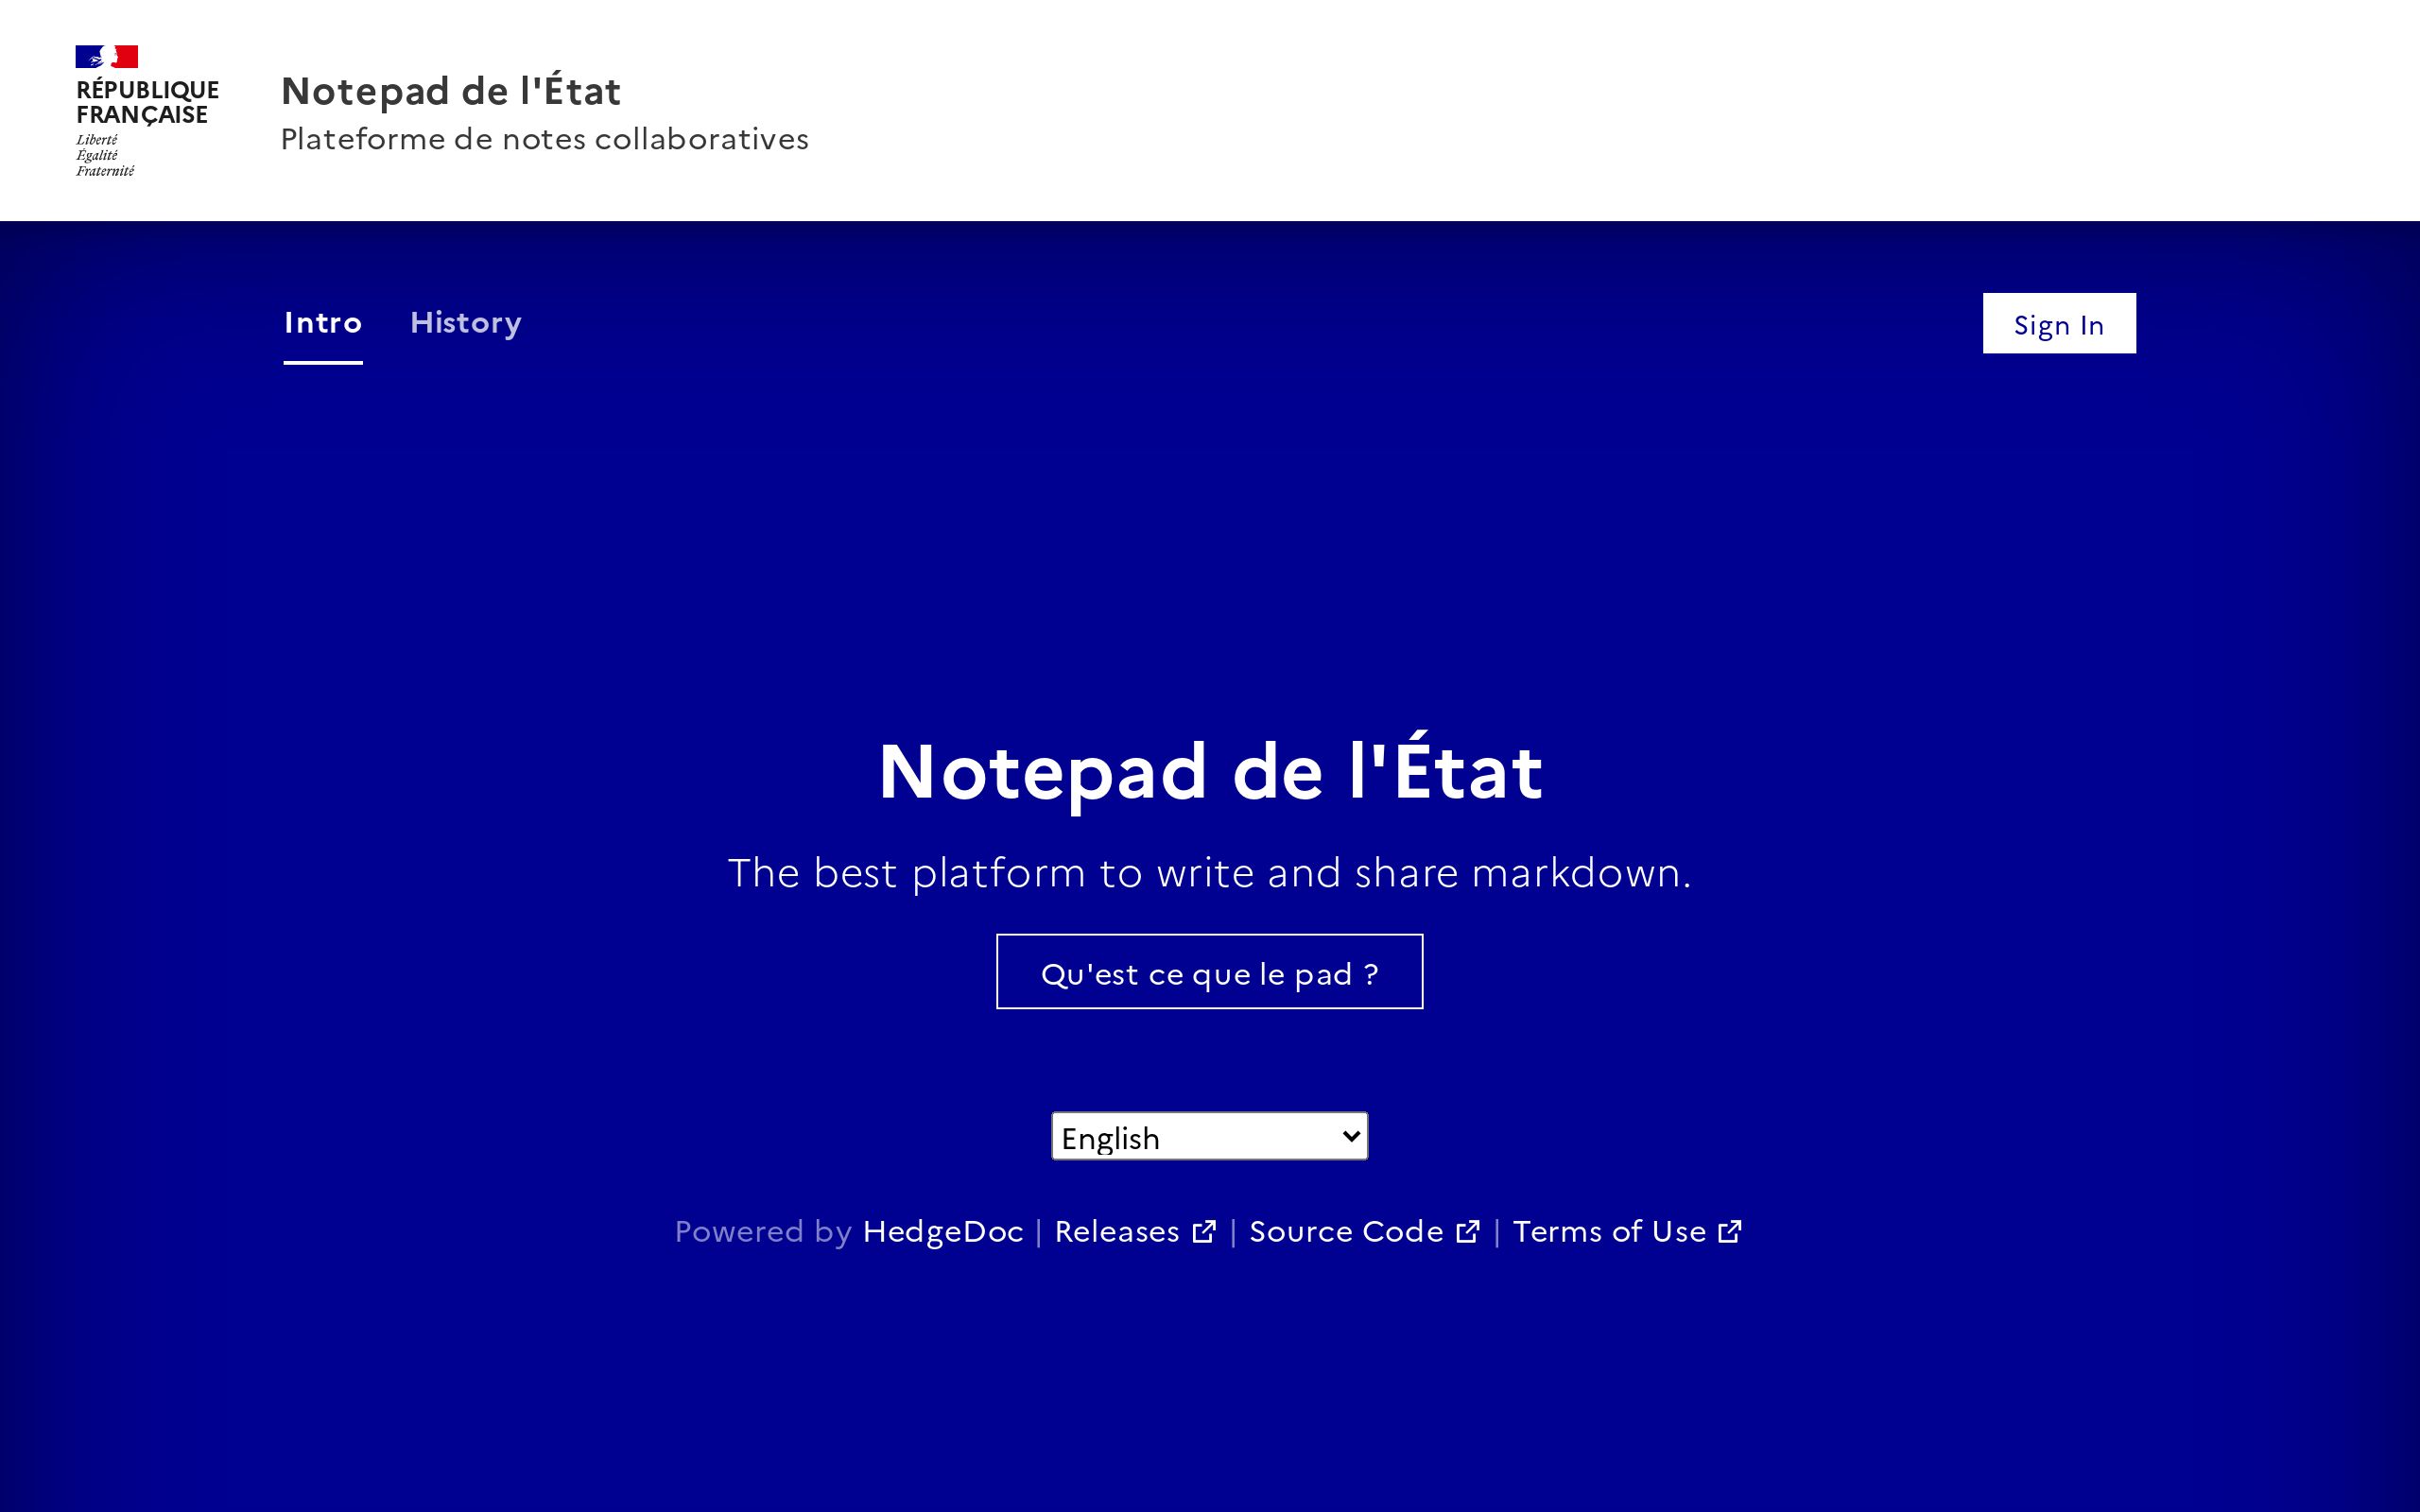 RÉPUBLIQUE
FRANÇAISE
Liberté
Égalité
Fraternité
Notepad de l'État
Plateforme de notes collaboratives
Intro
History
Sign In
Notepad de l'État
The best platform to write and share markdown.
Qu'est ce que le pad ?
English
Powered by HedgeDoc | Releases | Source Code | Terms of Use